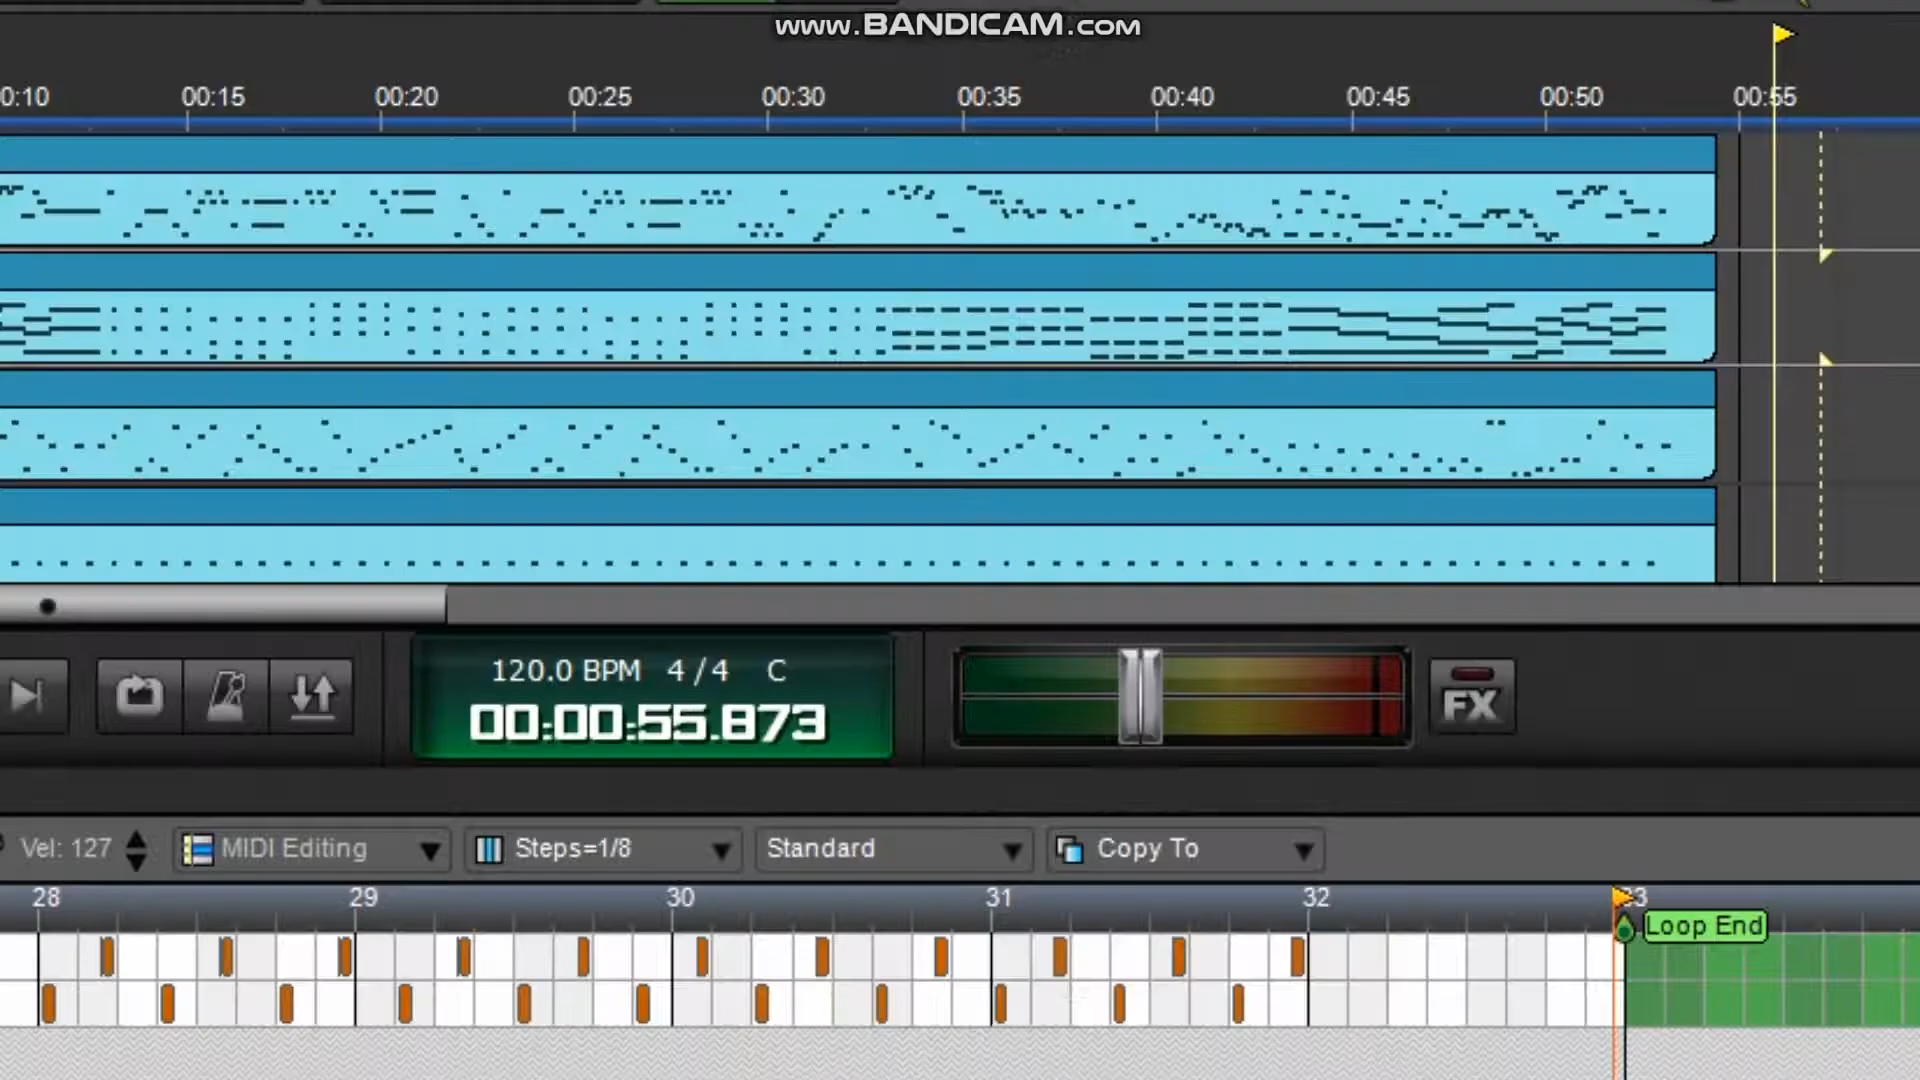 www.BANDICAM.com
0:10 00:15 00:20 00:25 00:30 00:35 00:40 00:45 00:50 00:55
120.0 BPM 4/4 C
00:00:55.873
FX
Vel: 127 MIDI Editing Steps=1/8 Standard Copy To
28 29 30 31 32 33
Loop End